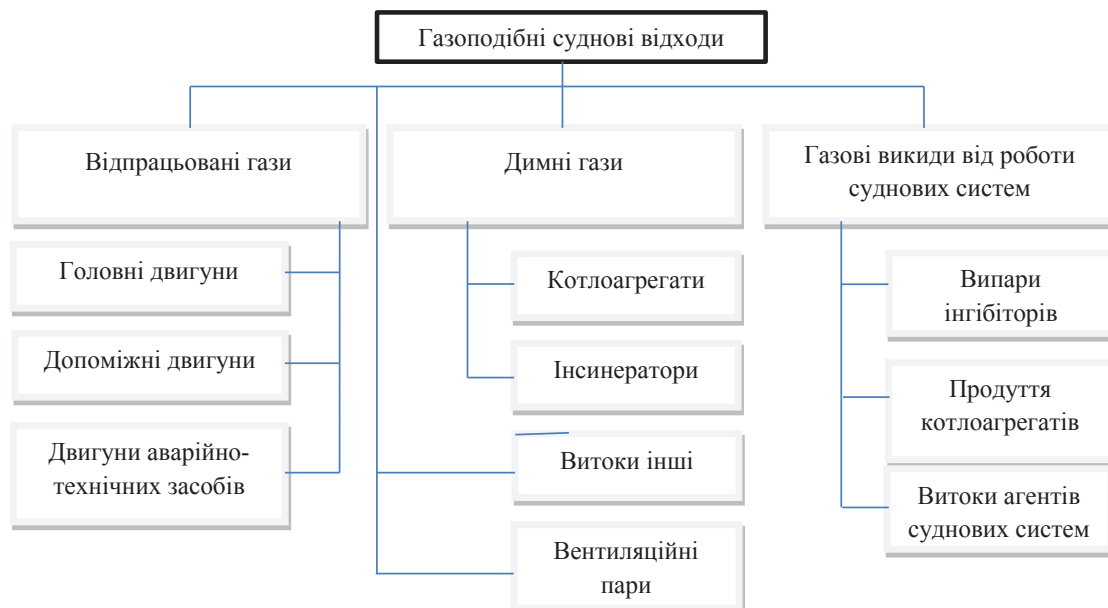 Газоподібні суднові відходи
Відпрацьовані гази
Димні гази
Газові викиди від роботи
суднових систем
Головні двигуни
Допоміжні двигуни
Двигуни аварійно-
технічних засобів
Котлоагрегати
Інсинератори
Витоки інші
Вентиляційні
пари
Випари
інгібіторів
Продуття
котлоагрегатів
Витоки агентів
суднових систем